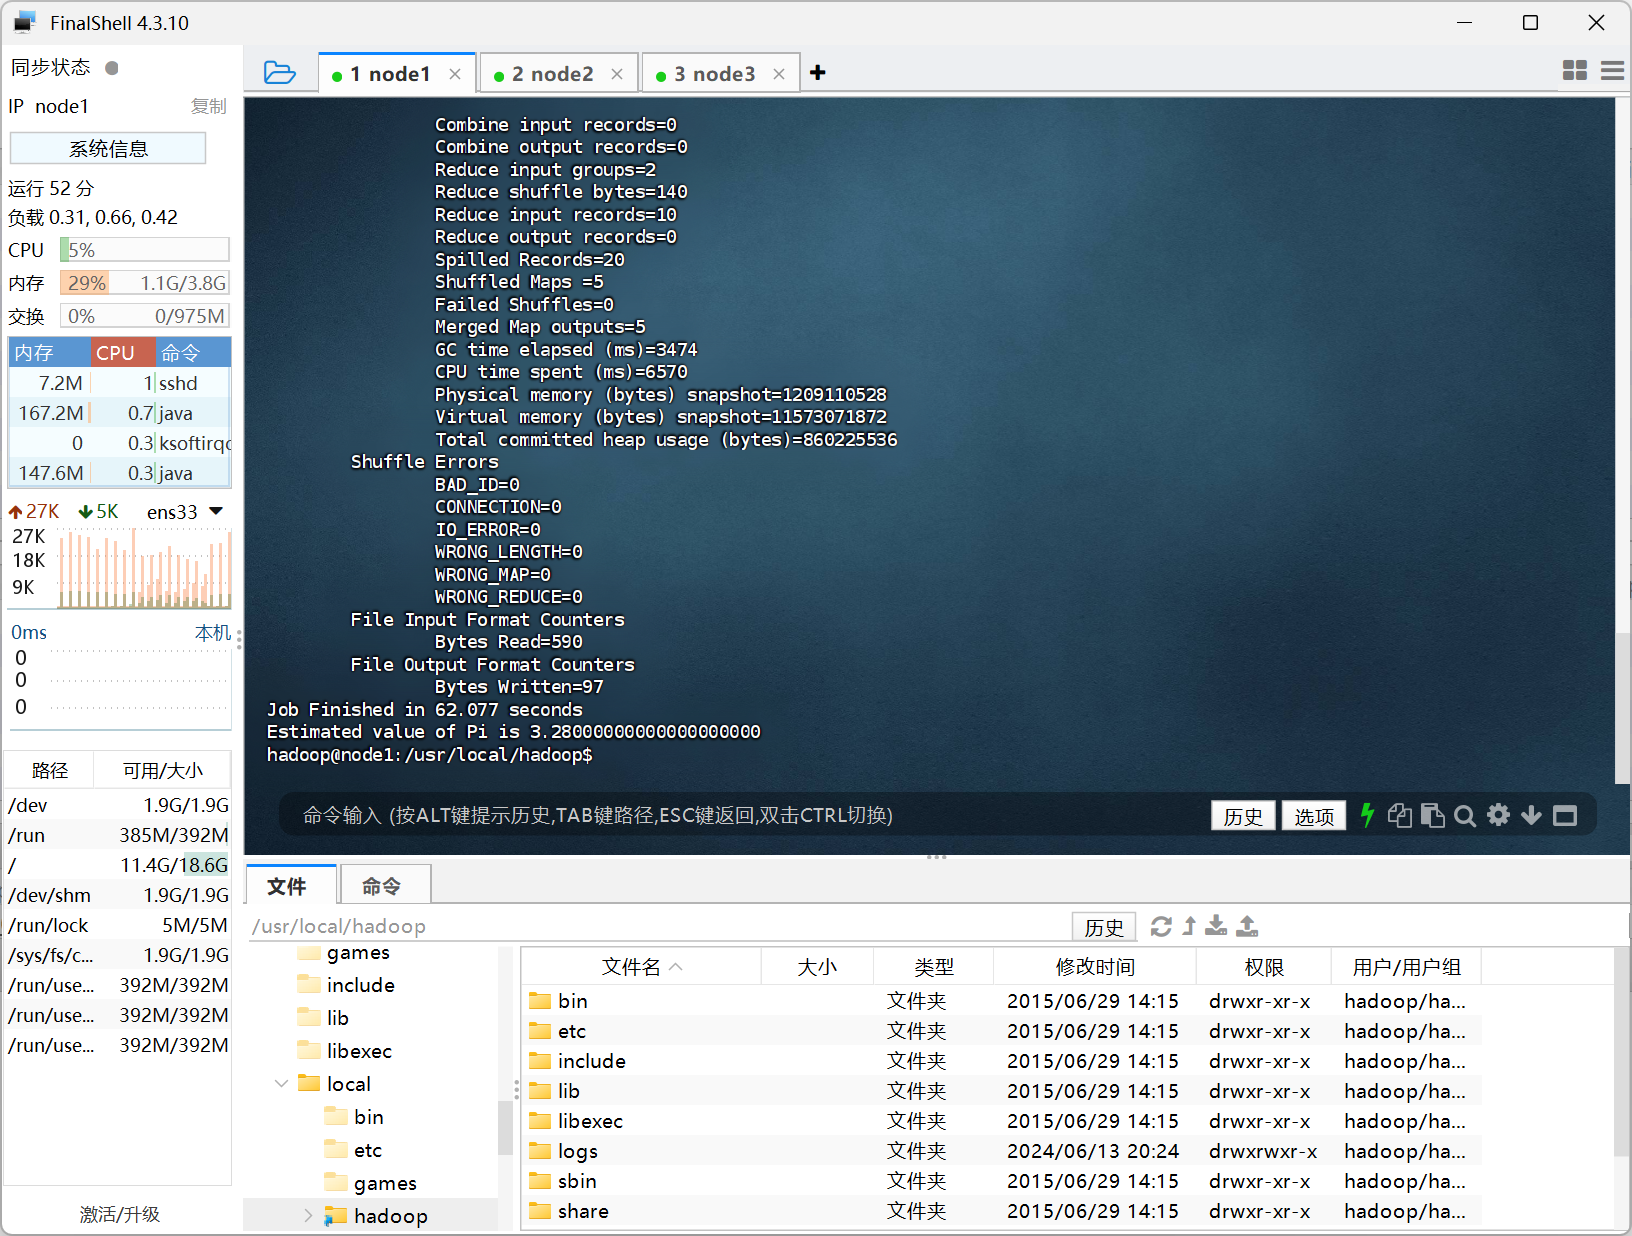 FinalShell 4.3.10
同步状态
IP node1 复制
系统信息
运行 52 分
负载 0.31, 0.66, 0.42
CPU 5%
内存 29% 1.1G/3.8G
交换 0% 0/975M
内存 CPU 命令
7.2M 1 sshd
167.2M 0.7 java
0 0.3 ksoftirqd
147.6M 0.3 java
27K 5K ens33
27K
18K
9K
0ms 本机
0
0
0
路径 可用/大小
/dev 1.9G/1.9G
/run 385M/392M
/ 11.4G/18.6G
/dev/shm 1.9G/1.9G
/run/lock 5M/5M
/sys/fs/c... 1.9G/1.9G
/run/use... 392M/392M
/run/use... 392M/392M
/run/use... 392M/392M
激活/升级
1 node1 2 node2 3 node3
Combine input records=0
Combine output records=0
Reduce input groups=2
Reduce shuffle bytes=140
Reduce input records=10
Reduce output records=0
Spilled Records=20
Shuffled Maps =5
Failed Shuffles=0
Merged Map outputs=5
GC time elapsed (ms)=3474
CPU time spent (ms)=6570
Physical memory (bytes) snapshot=1209110528
Virtual memory (bytes) snapshot=11573071872
Total committed heap usage (bytes)=860225536
Shuffle Errors
BAD_ID=0
CONNECTION=0
IO_ERROR=0
WRONG_LENGTH=0
WRONG_MAP=0
WRONG_REDUCE=0
File Input Format Counters
Bytes Read=590
File Output Format Counters
Bytes Written=97
Job Finished in 62.077 seconds
Estimated value of Pi is 3.28000000000000000000
hadoop@node1:/usr/local/hadoop$
命令输入 (按ALT键提示历史,TAB键路径,ESC键返回,双击CTRL切换) 历史 选项
文件 命令
/usr/local/hadoop 历史
games
include
lib
libexec
local
bin
etc
games
hadoop
文件名 大小 类型 修改时间 权限 用户/用户组
bin 文件夹 2015/06/29 14:15 drwxr-xr-x hadoop/ha...
etc 文件夹 2015/06/29 14:15 drwxr-xr-x hadoop/ha...
include 文件夹 2015/06/29 14:15 drwxr-xr-x hadoop/ha...
lib 文件夹 2015/06/29 14:15 drwxr-xr-x hadoop/ha...
libexec 文件夹 2015/06/29 14:15 drwxr-xr-x hadoop/ha...
logs 文件夹 2024/06/13 20:24 drwxrwxr-x hadoop/ha...
sbin 文件夹 2015/06/29 14:15 drwxr-xr-x hadoop/ha...
share 文件夹 2015/06/29 14:15 drwxr-xr-x hadoop/ha...